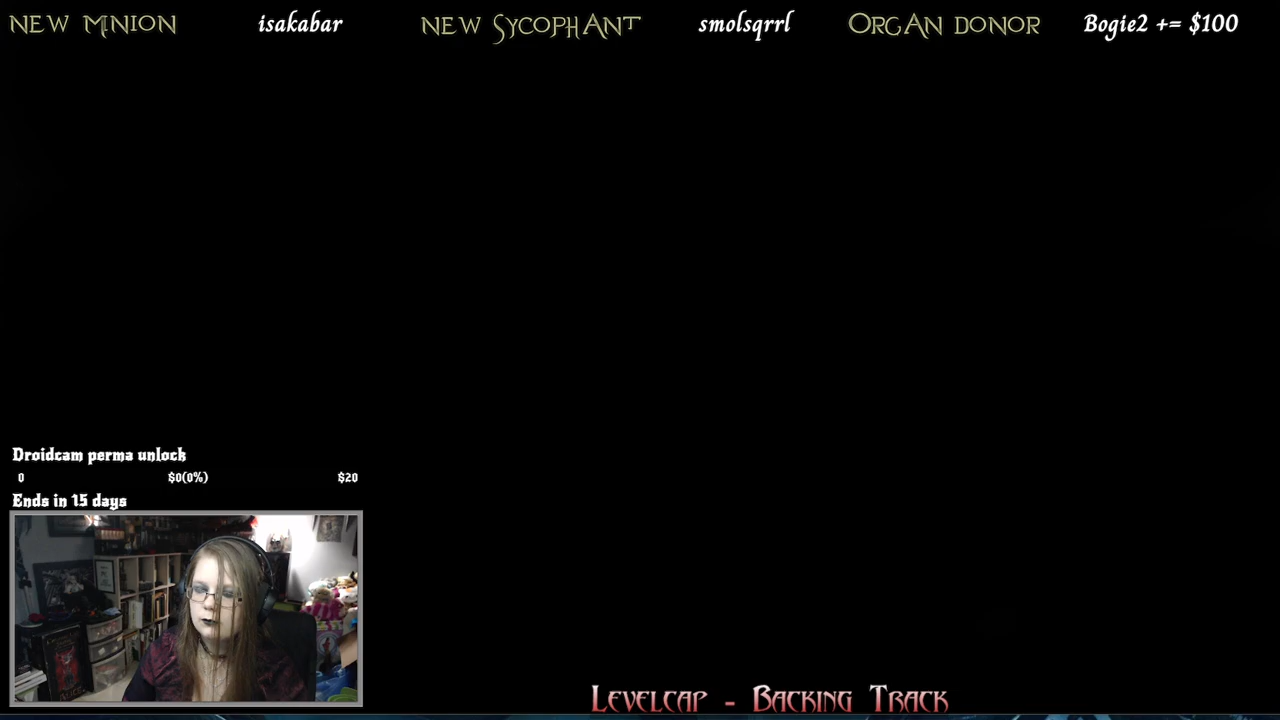 NEW MINION isakabar NEW SYCOPHANT smolsqrrl ORGAN DONOR Bogie2 += $100
Droidcam perma unlock
0 $0(0%) $20
Ends in 15 days
LEVELCAP - BACKING TRACK